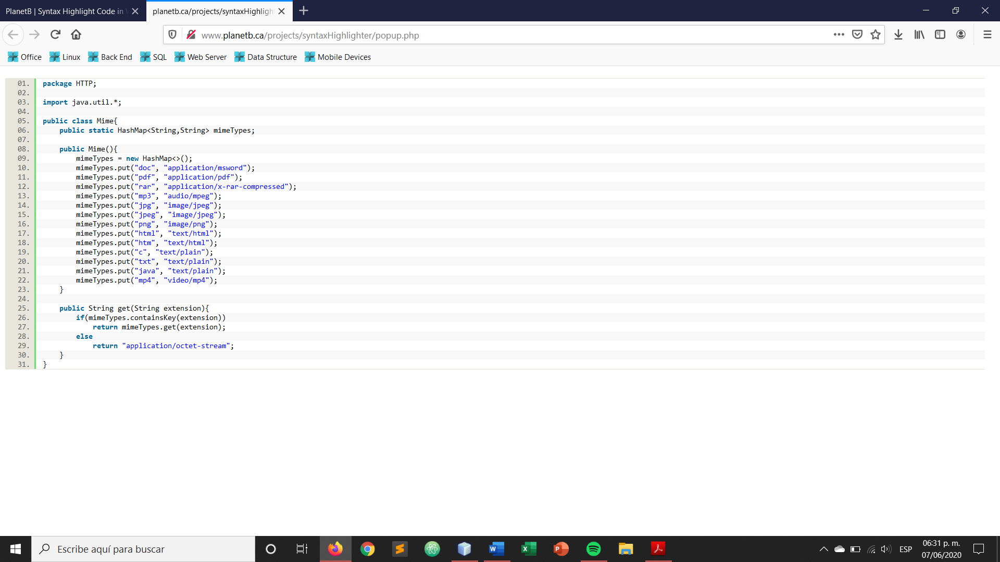 PlanetB | Syntax Highlight Code in
planetb.ca/projects/syntaxHighligh
www.planetb.ca/projects/syntaxHighlighter/popup.php
Office Linux Back End SQL Web Server Data Structure Mobile Devices
01. package HTTP;
02.
03. import java.util.*;
04.
05. public class Mime{
06.     public static HashMap<String,String> mimeTypes;
07.
08.     public Mime(){
09.         mimeTypes = new HashMap<>();
10.         mimeTypes.put("doc", "application/msword");
11.         mimeTypes.put("pdf", "application/pdf");
12.         mimeTypes.put("rar", "application/x-rar-compressed");
13.         mimeTypes.put("mp3", "audio/mpeg");
14.         mimeTypes.put("jpg", "image/jpeg");
15.         mimeTypes.put("jpeg", "image/jpeg");
16.         mimeTypes.put("png", "image/png");
17.         mimeTypes.put("html", "text/html");
18.         mimeTypes.put("htm", "text/html");
19.         mimeTypes.put("c", "text/plain");
20.         mimeTypes.put("txt", "text/plain");
21.         mimeTypes.put("java", "text/plain");
22.         mimeTypes.put("mp4", "video/mp4");
23.     }
24.
25.     public String get(String extension){
26.         if(mimeTypes.containsKey(extension))
27.             return mimeTypes.get(extension);
28.         else
29.             return "application/octet-stream";
30.     }
31. }
Escribe aquí para buscar
ESP
06:31 p. m.
07/06/2020